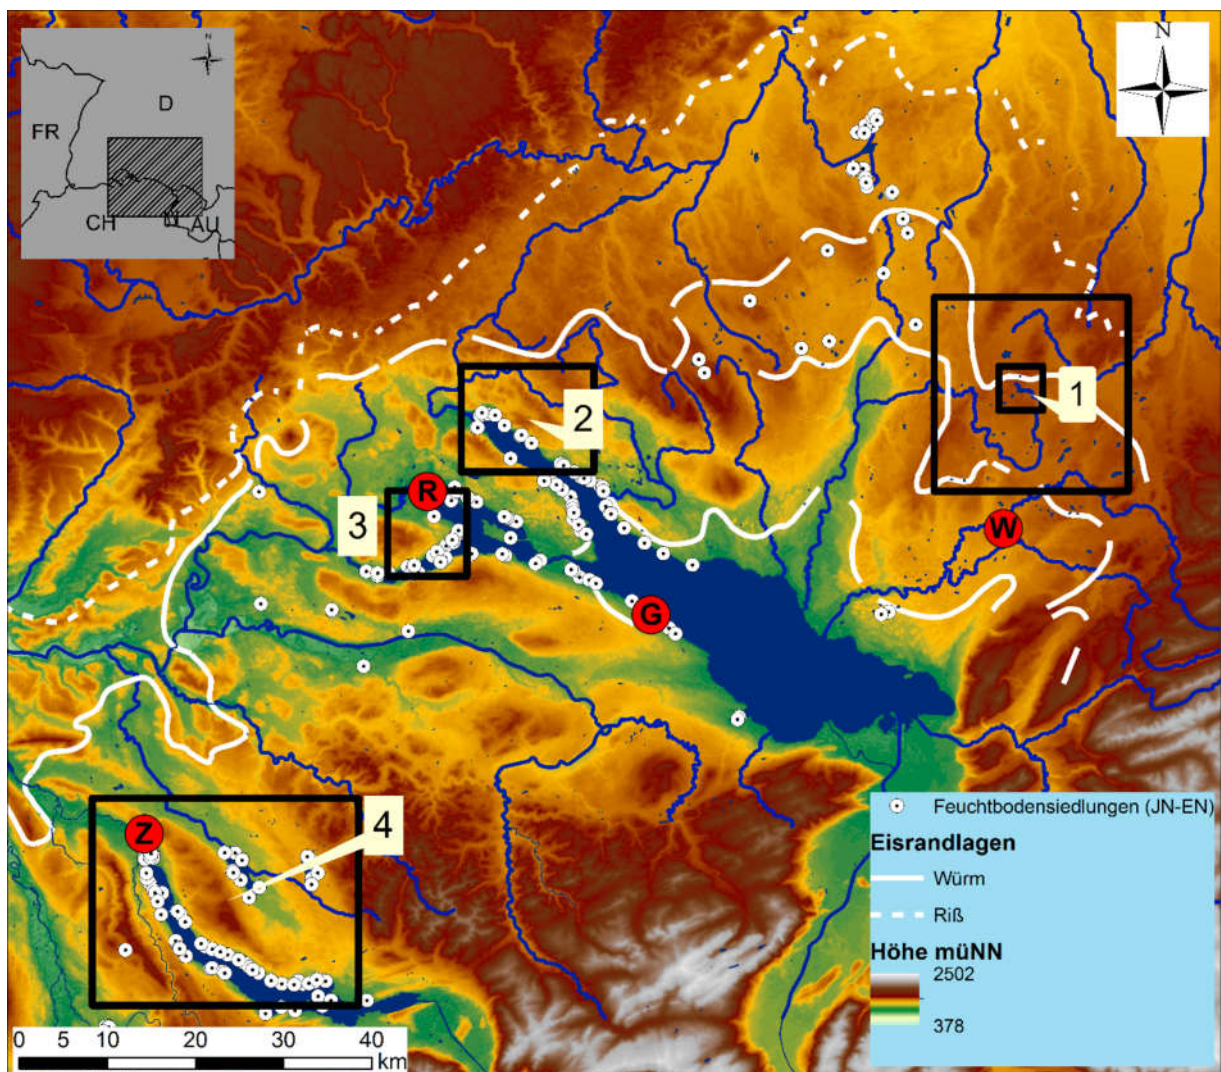 N
D
FR
CH
AU
N
1
2
R
3
W
G
Z
4
Feuchtbodensiedlungen (JN-EN)
Eisrandlagen
Würm
Riß
Höhe müNN
2502
378
0 5 10 20 30 40
km